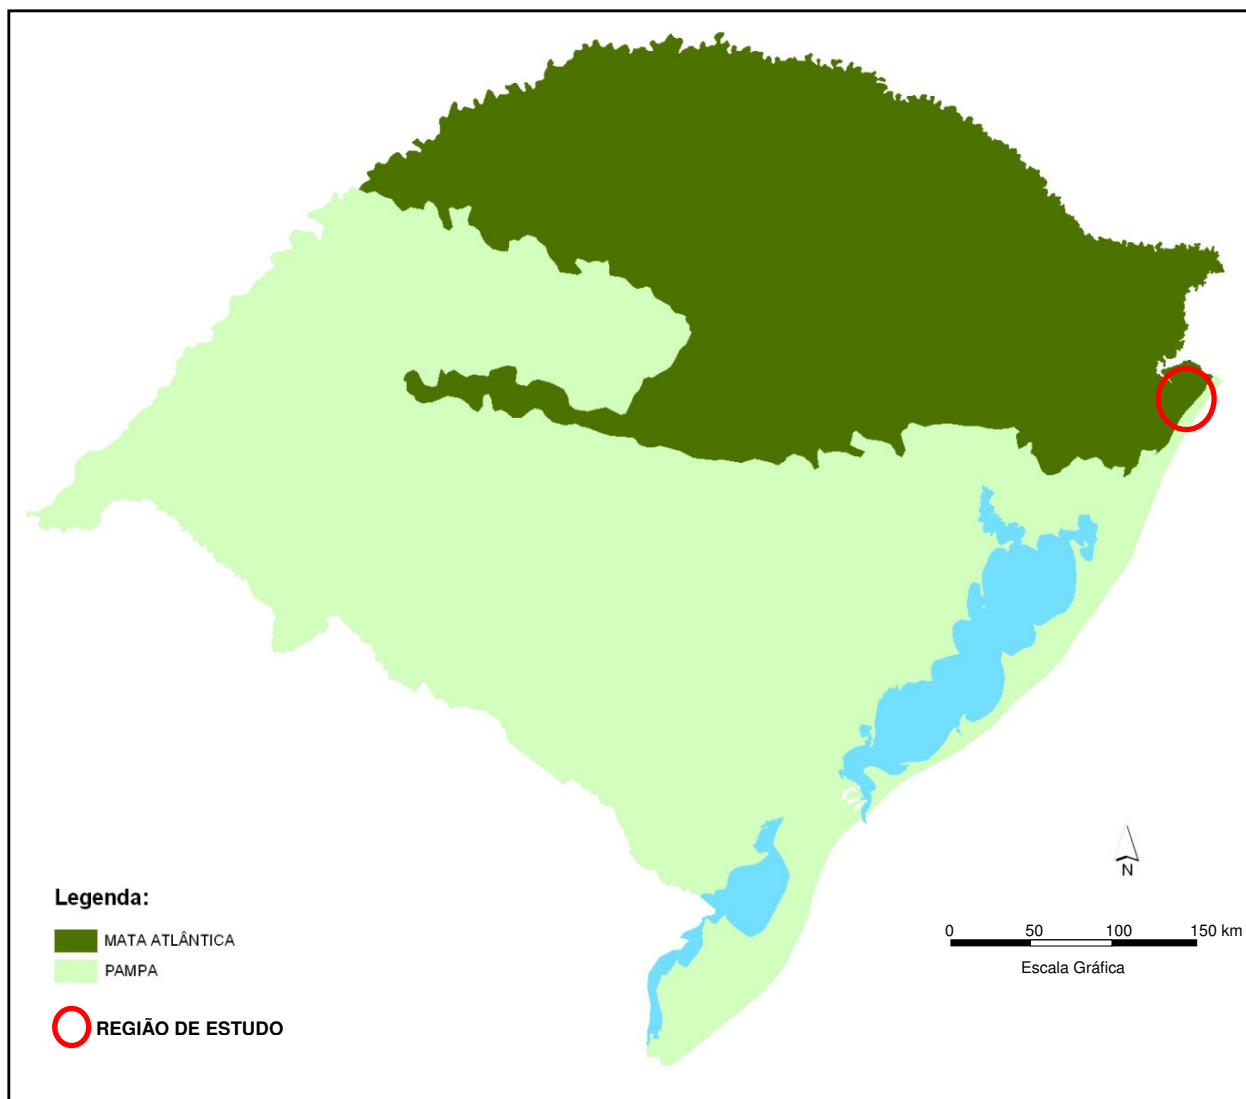 N
0 50 100 150 km
Escala Gráfica
Legenda:
MATA ATLÂNTICA
PAMPA
REGIÃO DE ESTUDO